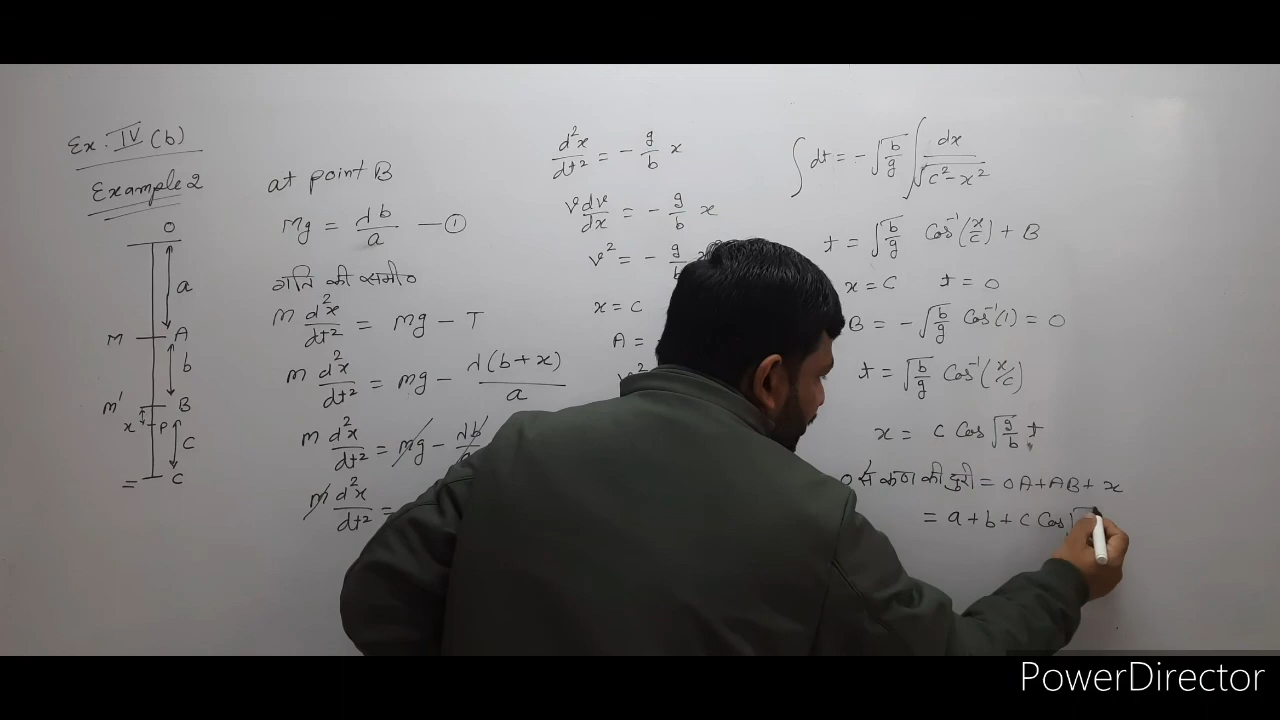 Ex. IV (b)
Example 2
O
a
M A
b
M' B
x P
C
C
at point B
Mg = λb/a — ①
गति की समी०
M d²x/dt² = Mg - T
M d²x/dt² = Mg - λ(b+x)/a
M d²x/dt² = Mg - λb
M d²x/dt² =
d²x/dt² = - g/b x
v dv/dx = - g/b x
v² = - g/b
x = C
A =
∫ dt = - √(b/g) ∫ dx/√(c² - x²)
t = √(b/g) Cos⁻¹(x/c) + B
x = C t = 0
B = - √(b/g) Cos⁻¹(1) = 0
t = √(b/g) Cos⁻¹(x/c)
x = C Cos √(g/b) t
O से कण की दुरी = OA + AB + x
= a + b + C Cos √
PowerDirector